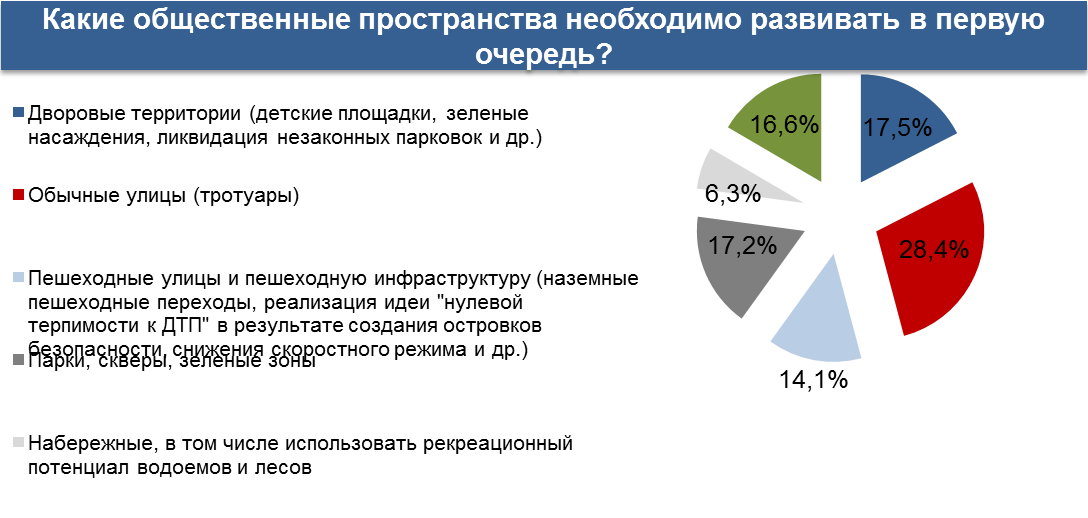 Какие общественные пространства необходимо развивать в первую
очередь?
Дворовые территории (детские площадки, зеленые
насаждения, ликвидация незаконных парковок и др.)
Обычные улицы (тротуары)
Пешеходные улицы и пешеходную инфраструктуру (наземные
пешеходные переходы, реализация идеи "нулевой
терпимости к ДТП" в результате создания островков
безопасности, снижения скоростного режима и др.)
Парки, скверы, зеленые зоны
Набережные, в том числе использовать рекреационный
потенциал водоемов и лесов
16,6%
17,5%
6,3%
17,2%
28,4%
14,1%